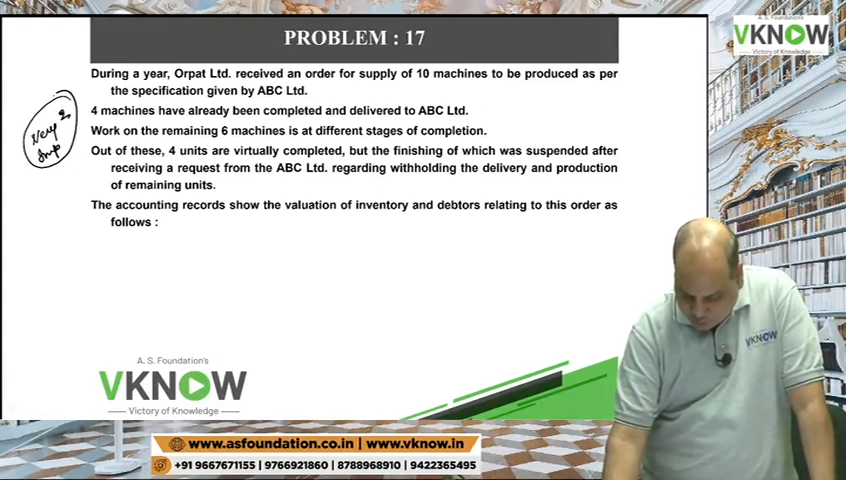 PROBLEM : 17
A. S. Foundation's
VKNOW
Victory of Knowledge
During a year, Orpat Ltd. received an order for supply of 10 machines to be produced as per
the specification given by ABC Ltd.
4 machines have already been completed and delivered to ABC Ltd.
Work on the remaining 6 machines is at different stages of completion.
Out of these, 4 units are virtually completed, but the finishing of which was suspended after
receiving a request from the ABC Ltd. regarding withholding the delivery and production
of remaining units.
The accounting records show the valuation of inventory and debtors relating to this order as
follows :
Very
Imp
VKNOW
A. S. Foundation's
VKNOW
Victory of Knowledge
www.asfoundation.co.in | www.vknow.in
+91 9667671155 | 9766921860 | 8788968910 | 9422365495